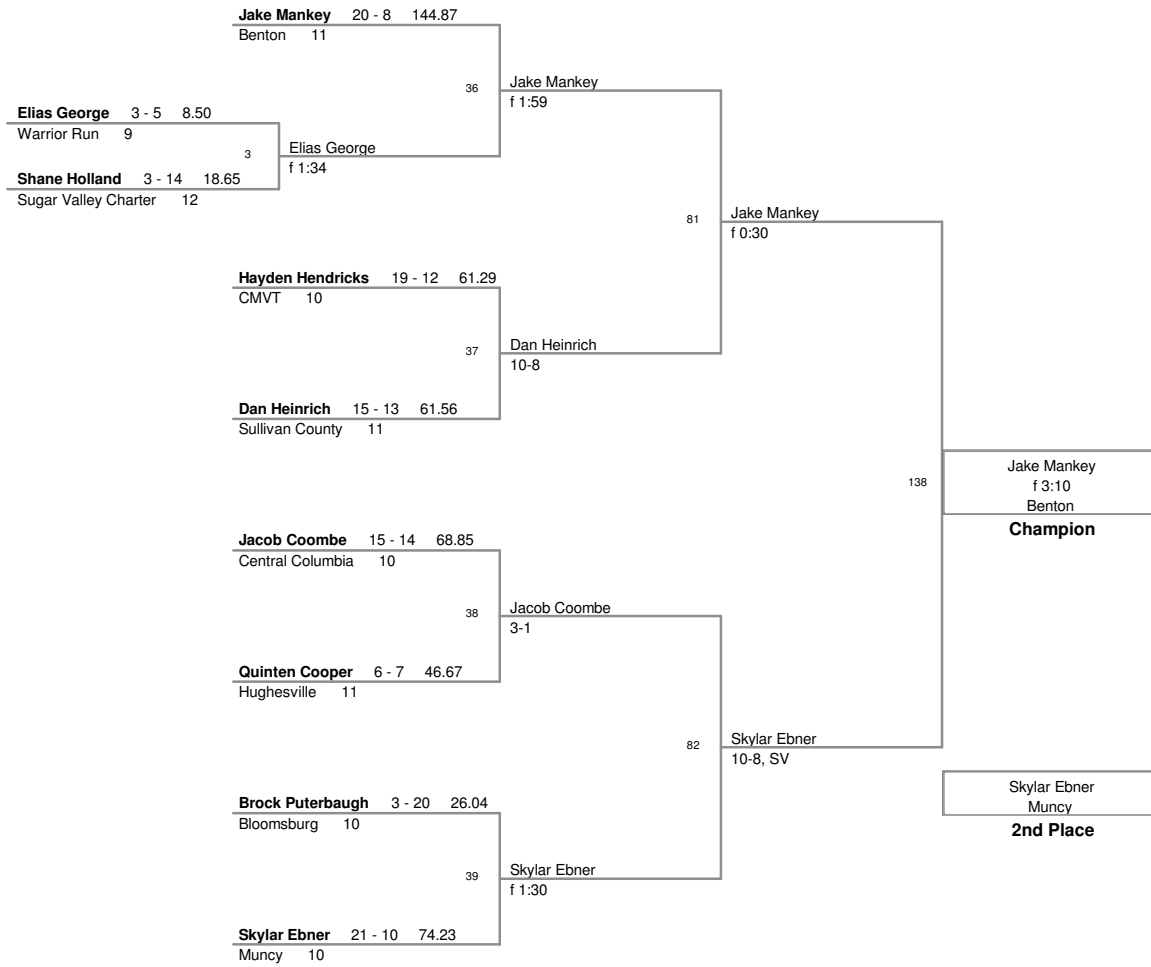 Jake Mankey 20 - 8 144.87
Benton 11
36
Jake Mankey
f 1:59
Elias George 3 - 5 8.50
Warrior Run 9
3
Elias George
f 1:34
Shane Holland 3 - 14 18.65
Sugar Valley Charter 12
81
Jake Mankey
f 0:30
Hayden Hendricks 19 - 12 61.29
CMVT 10
37
Dan Heinrich
10-8
Dan Heinrich 15 - 13 61.56
Sullivan County 11
138
Jake Mankey
f 3:10
Benton
Champion
Jacob Coombe 15 - 14 68.85
Central Columbia 10
38
Jacob Coombe
3-1
Quinten Cooper 6 - 7 46.67
Hughesville 11
82
Skylar Ebner
10-8, SV
Skylar Ebner
Muncy
2nd Place
Brock Puterbaugh 3 - 20 26.04
Bloomsburg 10
39
Skylar Ebner
f 1:30
Skylar Ebner 21 - 10 74.23
Muncy 10